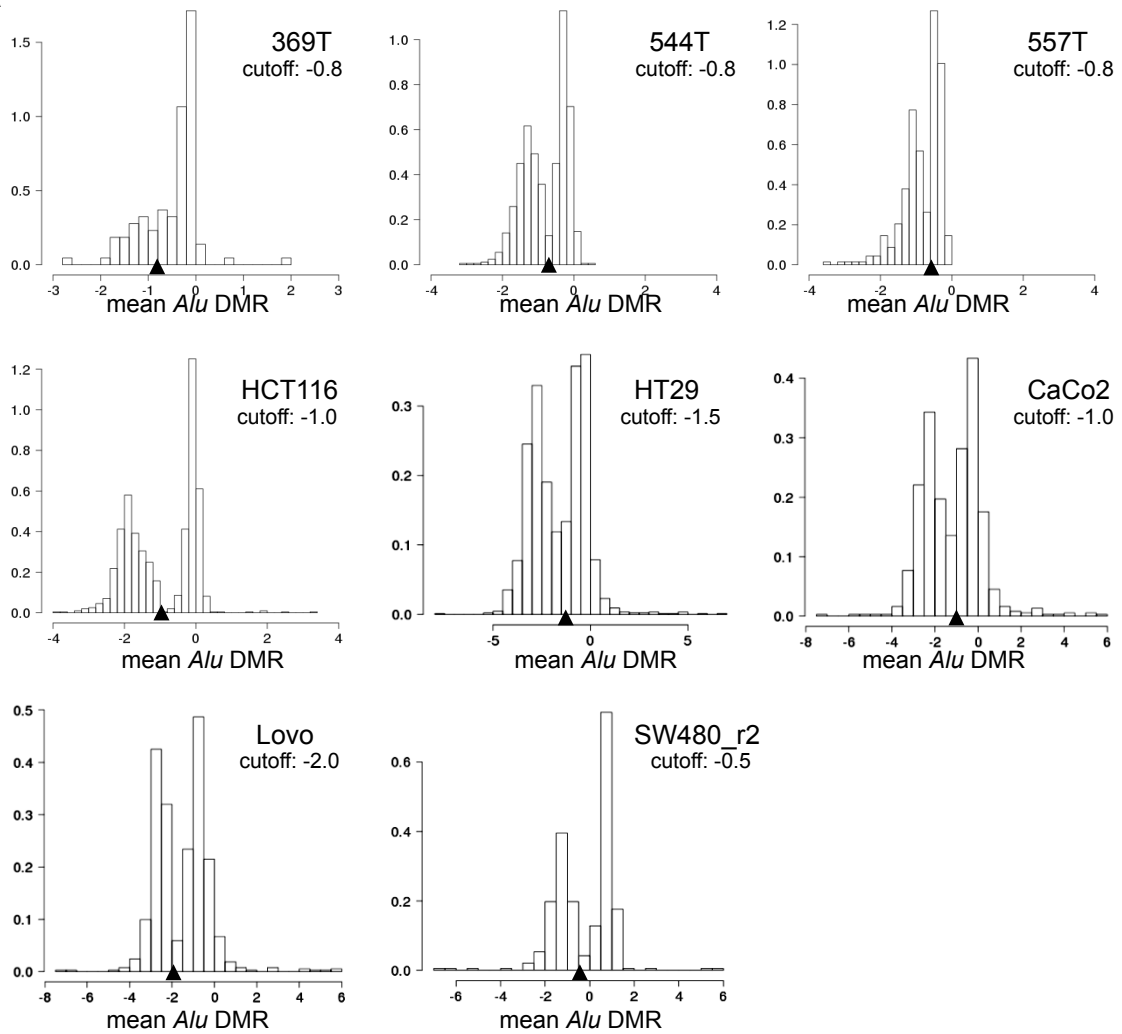 369T
cutoff: -0.8
1.5
1.0
0.5
0.0
-3 -2 -1 0 1 2 3
mean Alu DMR
544T
cutoff: -0.8
1.0
0.8
0.6
0.4
0.2
0.0
-4 -2 0 2 4
mean Alu DMR
557T
cutoff: -0.8
1.2
1.0
0.8
0.6
0.4
0.2
0.0
-4 -2 0 2 4
mean Alu DMR
HCT116
cutoff: -1.0
1.2
1.0
0.8
0.6
0.4
0.2
0.0
-4 -2 0 2 4
mean Alu DMR
HT29
cutoff: -1.5
0.3
0.2
0.1
0.0
-5 0 5
mean Alu DMR
CaCo2
cutoff: -1.0
0.4
0.3
0.2
0.1
0.0
-8 -6 -4 -2 0 2 4 6
mean Alu DMR
Lovo
cutoff: -2.0
0.5
0.4
0.3
0.2
0.1
0.0
-8 -6 -4 -2 0 2 4 6
mean Alu DMR
SW480_r2
cutoff: -0.5
0.6
0.4
0.2
0.0
-6 -4 -2 0 2 4 6
mean Alu DMR